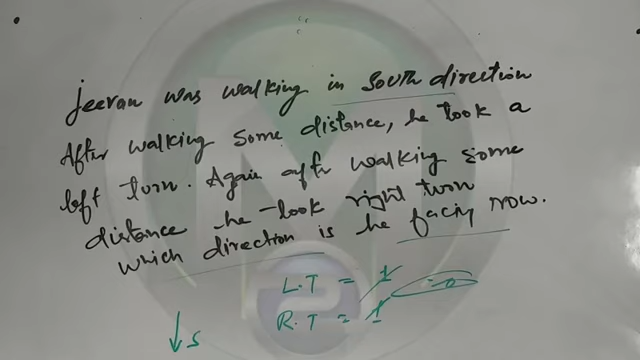 Jeevan was walking in South direction
After walking some distance, he took a
left turn. Again aftr walking some
distance he took right turn
which direction is he facing now.
L.T = 1
R.T = 1
↓ S